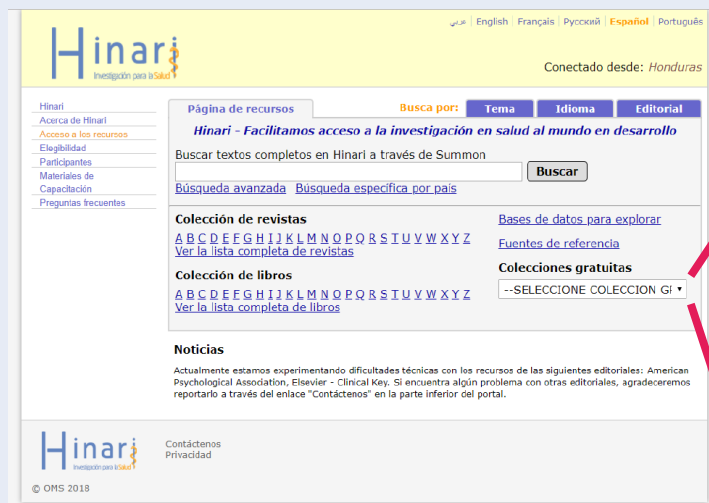 عربي | English | Français | Русский | Español | Português
Hinari
Investigación para la Salud
Conectado desde: Honduras
Hinari
Acerca de Hinari
Acceso a los recursos
Elegibilidad
Participantes
Materiales de
Capacitación
Preguntas frecuentes
Página de recursos
Busca por: Tema Idioma Editorial
Hinari - Facilitamos acceso a la investigación en salud al mundo en desarrollo
Buscar textos completos en Hinari a través de Summon
Buscar
Búsqueda avanzada Búsqueda específica por país
Colección de revistas
A B C D E F G H I J K L M N O P Q R S T U V W X Y Z
Ver la lista completa de revistas
Colección de libros
A B C D E F G H I J K L M N O P Q R S T U V W X Y Z
Ver la lista completa de libros
Bases de datos para explorar
Fuentes de referencia
Colecciones gratuitas
--SELECCIONE COLECCION GI
Noticias
Actualmente estamos experimentando dificultades técnicas con los recursos de las siguientes editoriales: American
Psychological Association, Elsevier - Clinical Key. Si encuentra algún problema con otras editoriales, agradeceremos
reportarlo a través del enlace "Contáctenos" en la parte inferior del portal.
Hinari
Investigación para la Salud
Contáctenos
Privacidad
© OMS 2018